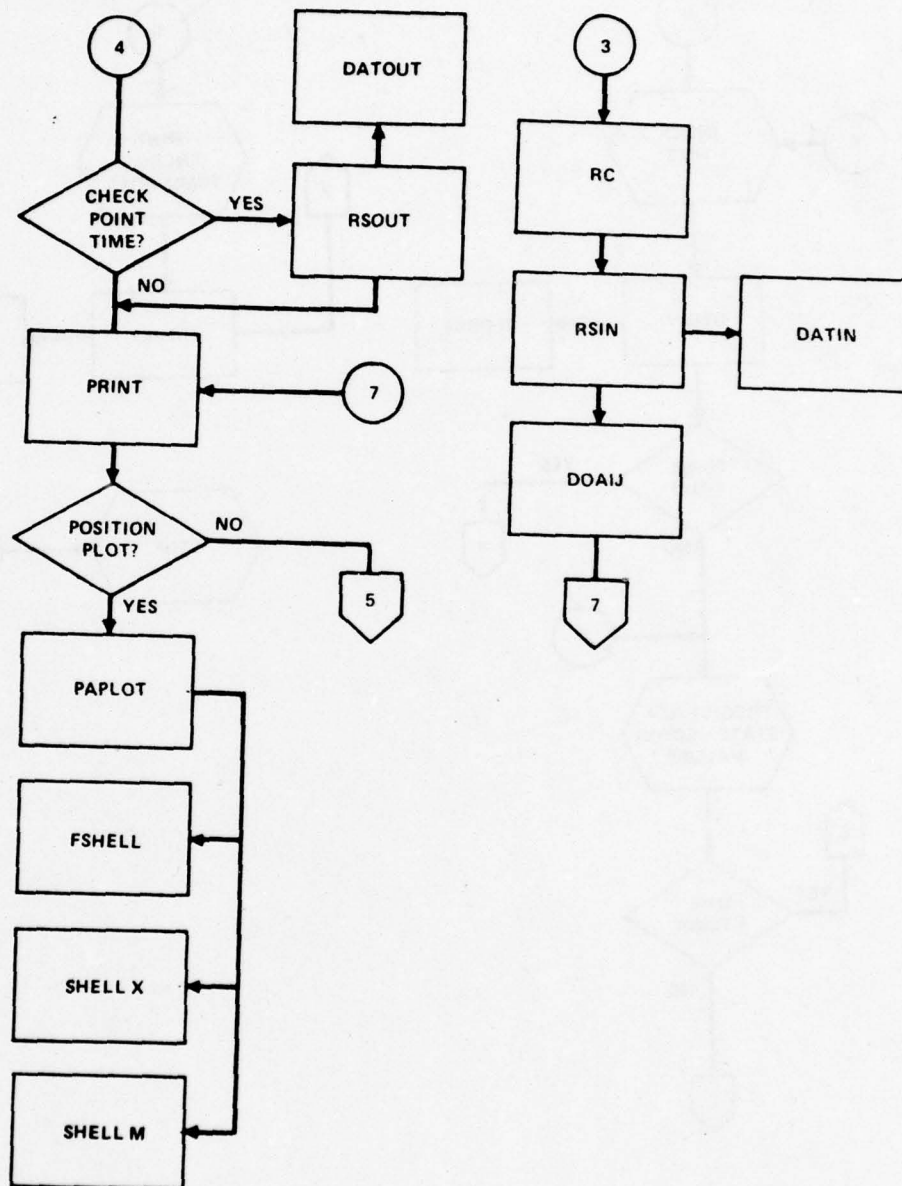 4
DATOUT
CHECK
POINT
TIME?
YES
RSOUT
NO
PRINT
7
POSITION
PLOT?
NO
5
YES
PAPLOT
FSHELL
SHELL X
SHELL M
3
RC
RSIN
DATIN
DOAIJ
7